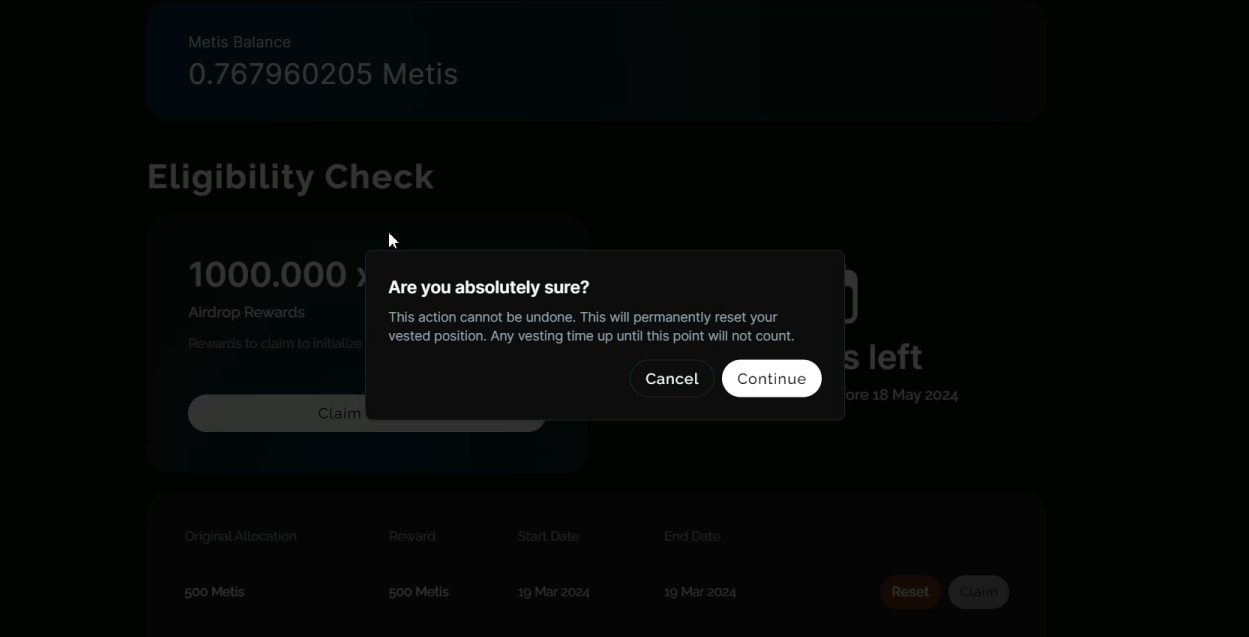 Metis Balance
0.767960205 Metis
Eligibility Check
1000.000
Airdrop Rewards
Rewards to claim to initialize
Claim
Are you absolutely sure?
This action cannot be undone. This will permanently reset your
vested position. Any vesting time up until this point will not count.
Cancel Continue
left
18 May 2024
Original Allocation Reward Start Date End Date
500 Metis 500 Metis 19 Mar 2024 19 Mar 2024 Reset Claim